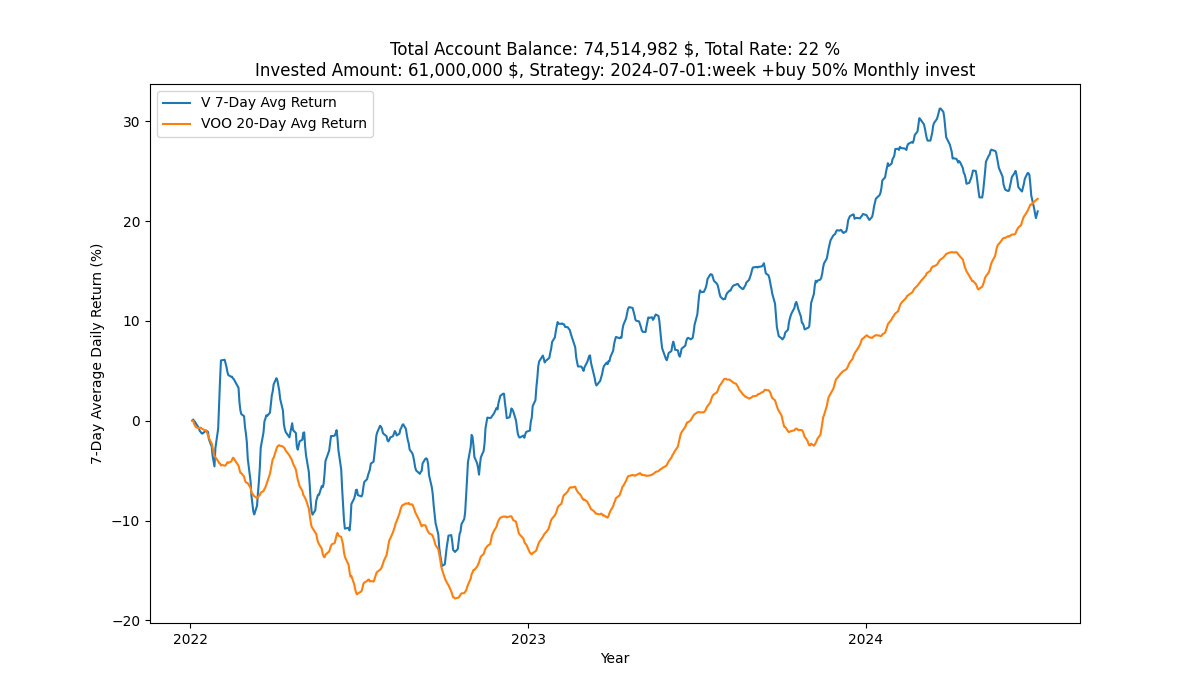 Total Account Balance: 74,514,982 $, Total Rate: 22 %
Invested Amount: 61,000,000 $, Strategy: 2024-07-01:week +buy 50% Monthly invest
V 7-Day Avg Return
VOO 20-Day Avg Return
30
20
10
0
−10
−20
7-Day Average Daily Return (%)
2022
2023
2024
Year